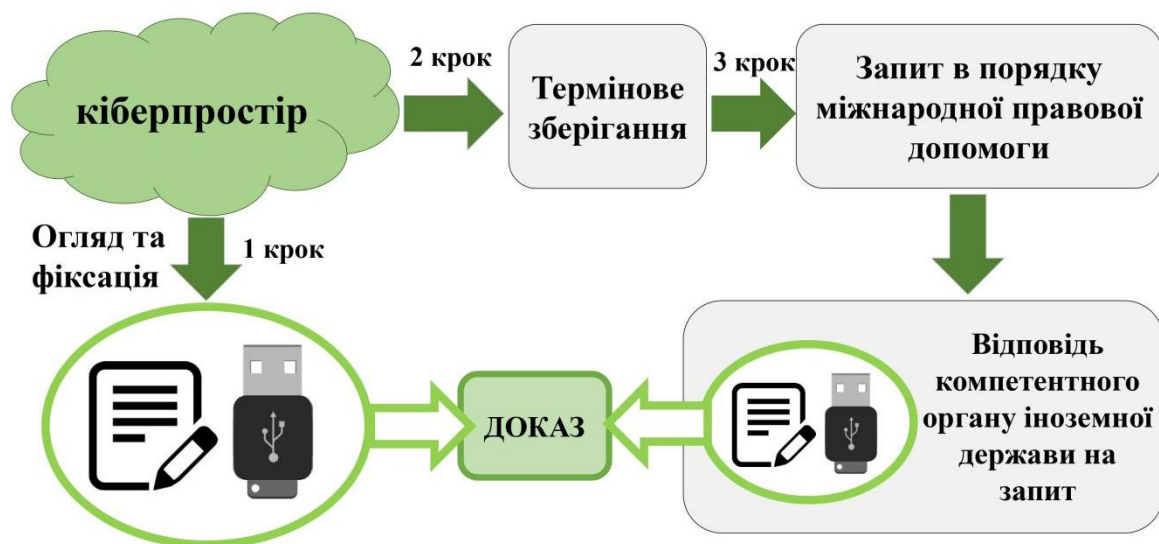 кіберпростір
2 крок
Термінове
зберігання
3 крок
Запит в порядку
міжнародної правової
допомоги
Огляд та
фіксація
1 крок
ДОКАЗ
Відповідь
компетентного
органу іноземної
держави на
запит